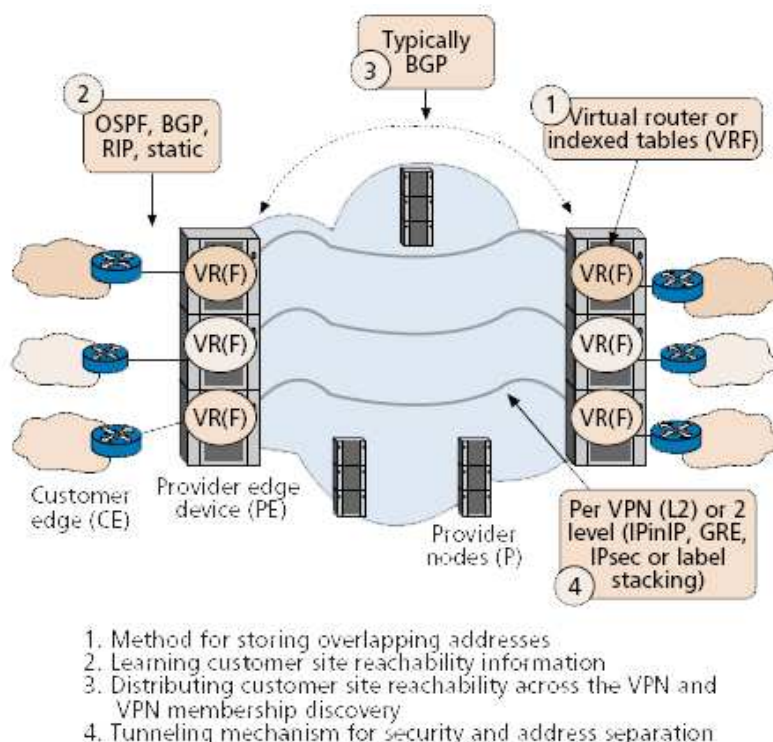 Typically
BGP
3
2
OSPF, BGP,
RIP, static
1
Virtual router or
indexed tables (VRF)
VR(F)
VR(F)
VR(F)
VR(F)
VR(F)
VR(F)
Customer
edge (CE)
Provider edge
device (PE)
Provider
nodes (P)
Per VPN (L2) or 2
level (IPinIP, GRE,
IPsec or label
stacking)
4
1. Method for storing overlapping addresses
2. Learning customer site reachability information
3. Distributing customer site reachability across the VPN and
VPN membership discovery
4. Tunneling mechanism for security and address separation